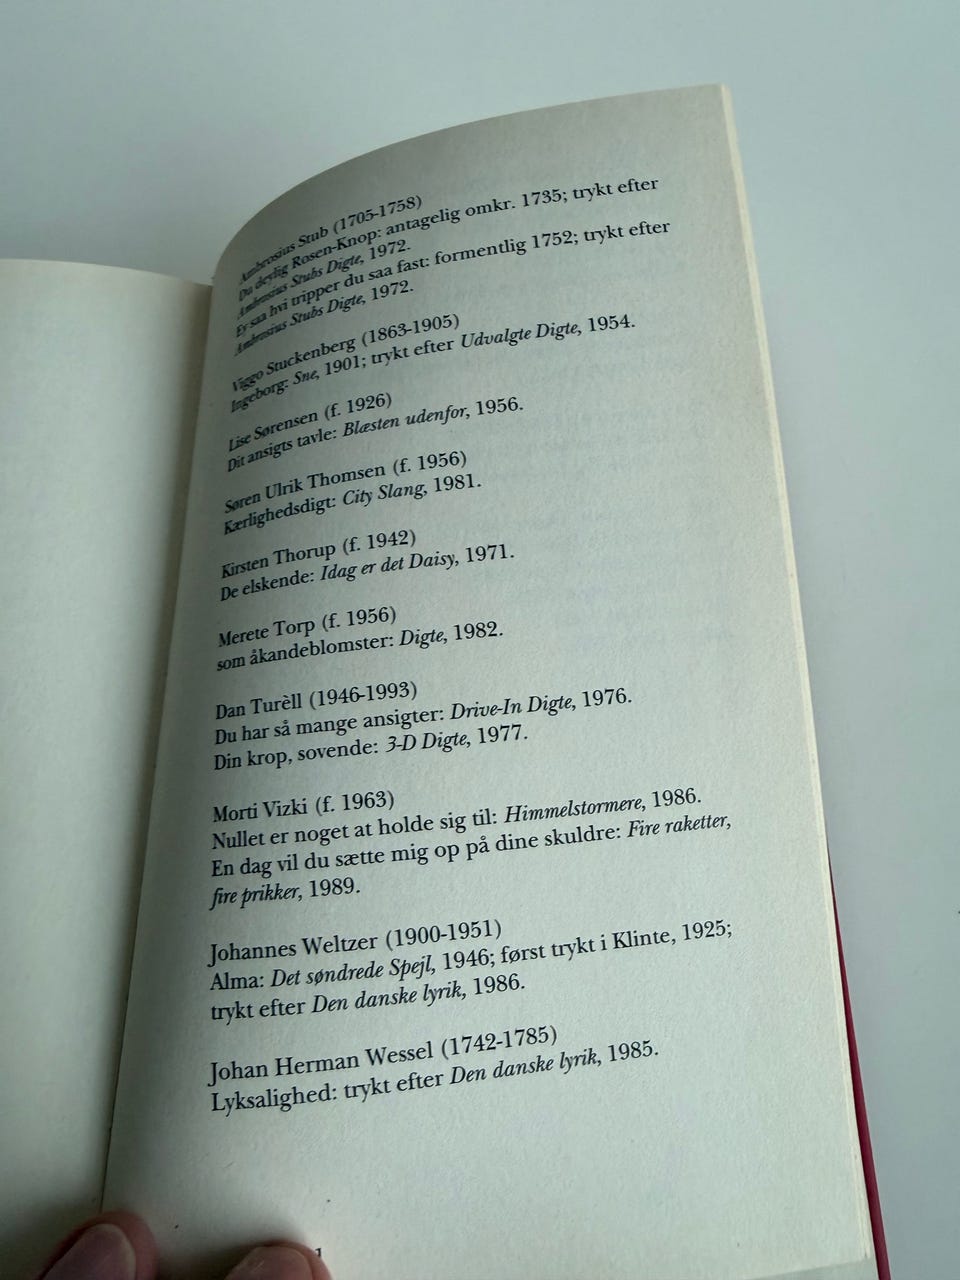 Ambrosius Stub (1705-1758)
Du deylig Rosen-Knop: antagelig omkr. 1735; trykt efter
Ambrosius Stubs Digte, 1972.
Ey saa hvi tripper du saa fast: formentlig 1752; trykt efter
Ambrosius Stubs Digte, 1972.
Viggo Stuckenberg (1863-1905)
Ingeborg: Sne, 1901; trykt efter Udvalgte Digte, 1954.
Lise Sørensen (f. 1926)
Dit ansigts tavle: Blæsten udenfor, 1956.
Søren Ulrik Thomsen (f. 1956)
Kærlighedsdigt: City Slang, 1981.
Kirsten Thorup (f. 1942)
De elskende: Idag er det Daisy, 1971.
Merete Torp (f. 1956)
som åkandeblomster: Digte, 1982.
Dan Turèll (1946-1993)
Du har så mange ansigter: Drive-In Digte, 1976.
Din krop, sovende: 3-D Digte, 1977.
Morti Vizki (f. 1963)
Nullet er noget at holde sig til: Himmelstormere, 1986.
En dag vil du sætte mig op på dine skuldre: Fire raketter,
fire prikker, 1989.
Johannes Weltzer (1900-1951)
Alma: Det søndrede Spejl, 1946; først trykt i Klinte, 1925;
trykt efter Den danske lyrik, 1986.
Johan Herman Wessel (1742-1785)
Lyksalighed: trykt efter Den danske lyrik, 1985.